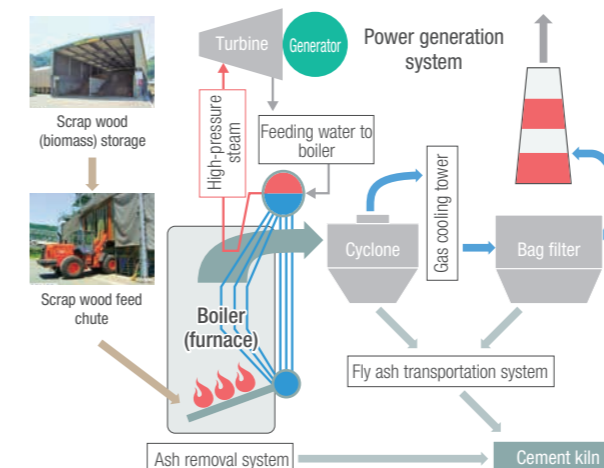 Turbine
Generator
Power generation
system
Scrap wood
(biomass) storage
High-pressure
steam
Feeding water to
boiler
Gas cooling tower
Cyclone
Bag filter
Scrap wood feed
chute
Boiler
(furnace)
Fly ash transportation system
Ash removal system
Cement kiln